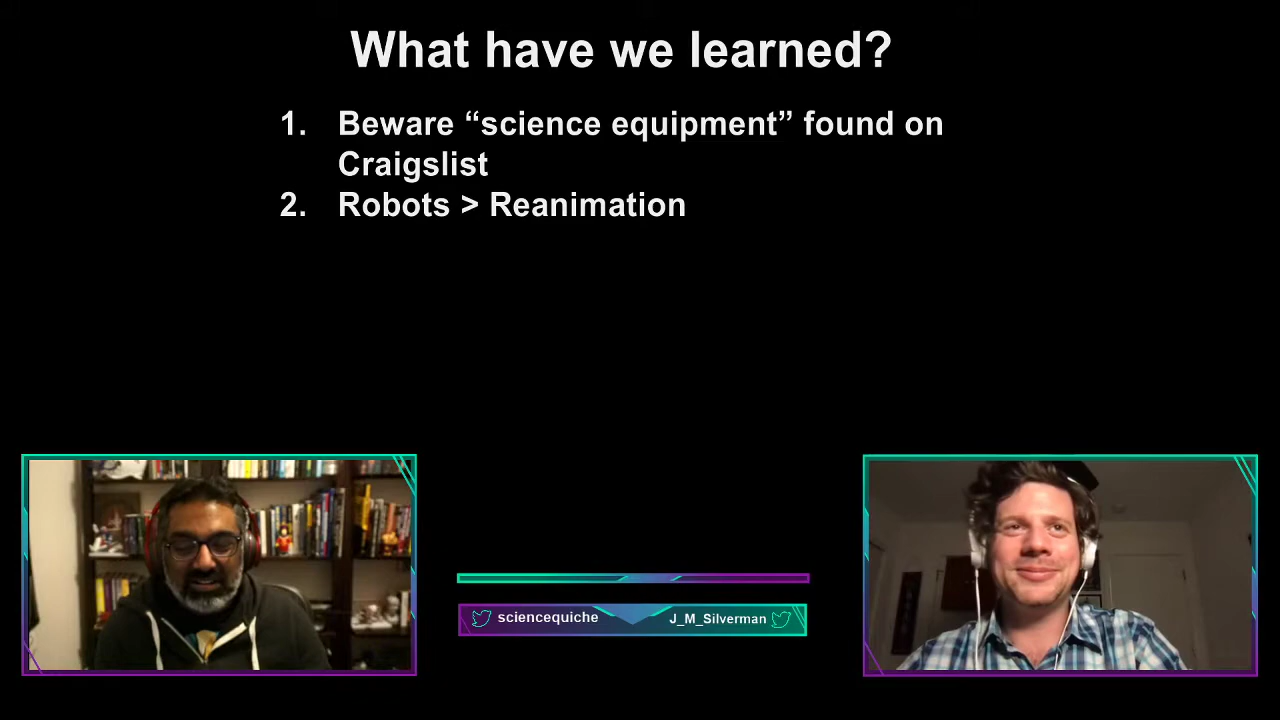 What have we learned?
1. Beware “science equipment” found on
Craigslist
2. Robots > Reanimation
sciencequiche
J_M_Silverman